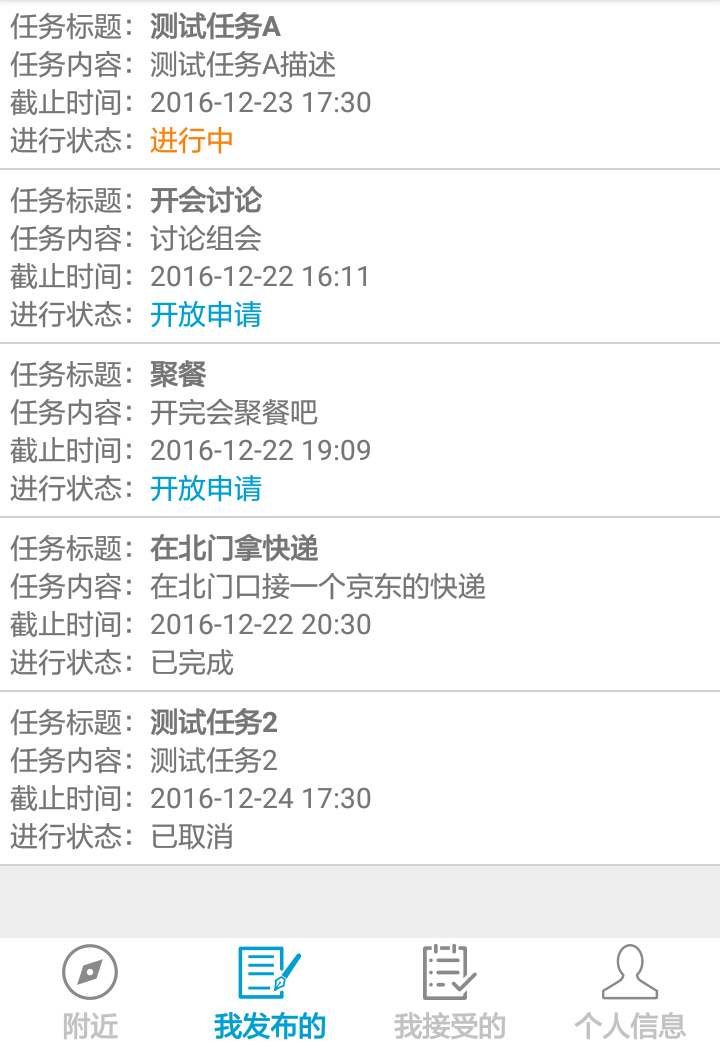 任务标题：测试任务A
任务内容：测试任务A描述
截止时间：2016-12-23 17:30
进行状态：进行中
任务标题：开会讨论
任务内容：讨论组会
截止时间：2016-12-22 16:11
进行状态：开放申请
任务标题：聚餐
任务内容：开完会聚餐吧
截止时间：2016-12-22 19:09
进行状态：开放申请
任务标题：在北门拿快递
任务内容：在北门口接一个京东的快递
截止时间：2016-12-22 20:30
进行状态：已完成
任务标题：测试任务2
任务内容：测试任务2
截止时间：2016-12-24 17:30
进行状态：已取消
附近 我发布的 我接受的 个人信息